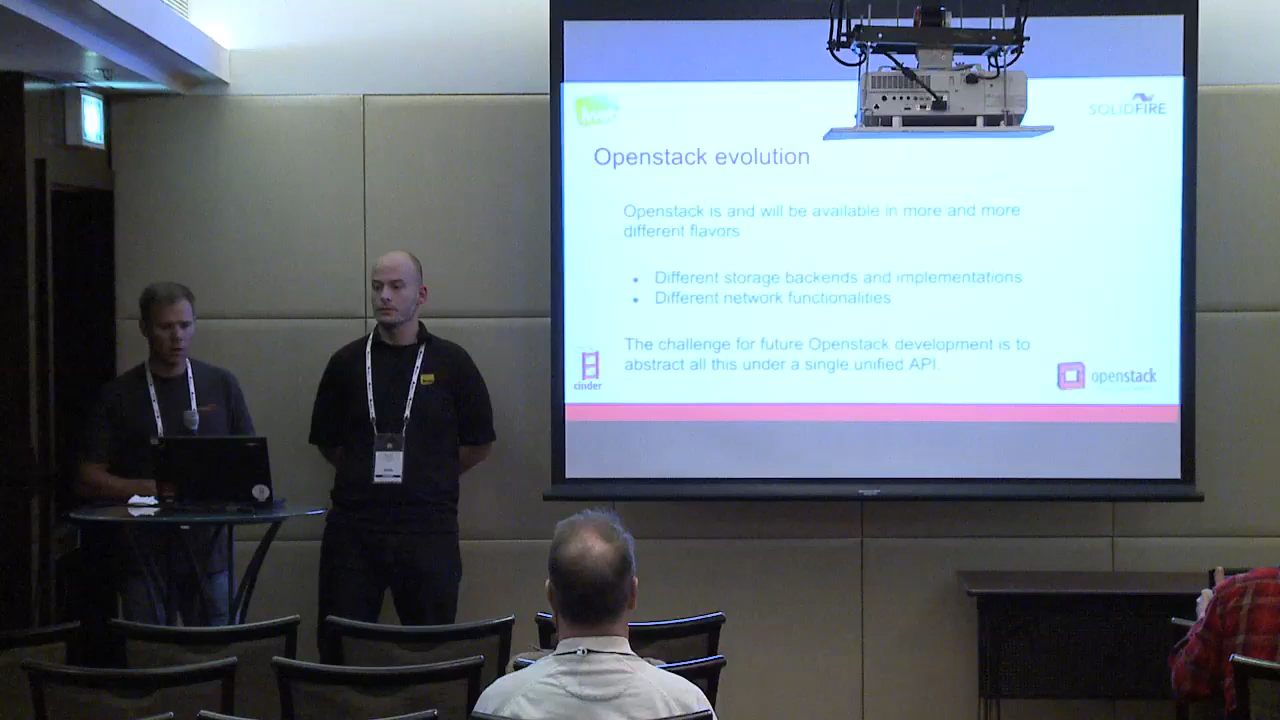 SOLIDFIRE
Openstack evolution
Openstack is and will be available in more and more
different flavors
• Different storage backends and implementations
• Different network functionalities
The challenge for future Openstack development is to
abstract all this under a single unified API.
cinder
openstack